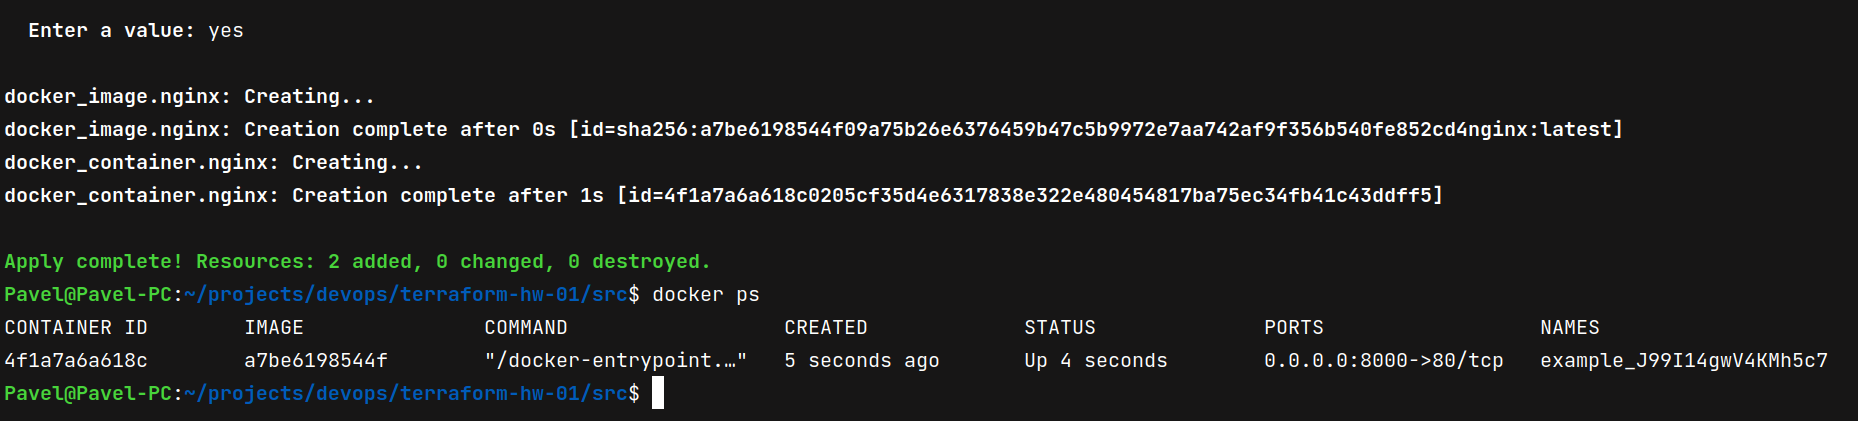 Enter a value: yes
docker_image.nginx: Creating...
docker_image.nginx: Creation complete after 0s [id=sha256:a7be6198544f09a75b26e6376459b47c5b9972e7aa742af9f356b540fe852cd4nginx:latest]
docker_container.nginx: Creating...
docker_container.nginx: Creation complete after 1s [id=4f1a7a6a618c0205cf35d4e6317838e322e480454817ba75ec34fb41c43ddff5]
Apply complete! Resources: 2 added, 0 changed, 0 destroyed.
Pavel@Pavel-PC:~/projects/devops/terraform-hw-01/src$ docker ps
CONTAINER ID IMAGE COMMAND CREATED STATUS PORTS NAMES
4f1a7a6a618c a7be6198544f "/docker-entrypoint.…" 5 seconds ago Up 4 seconds 0.0.0.0:8000->80/tcp example_J99I14gwV4KMh5c7
Pavel@Pavel-PC:~/projects/devops/terraform-hw-01/src$